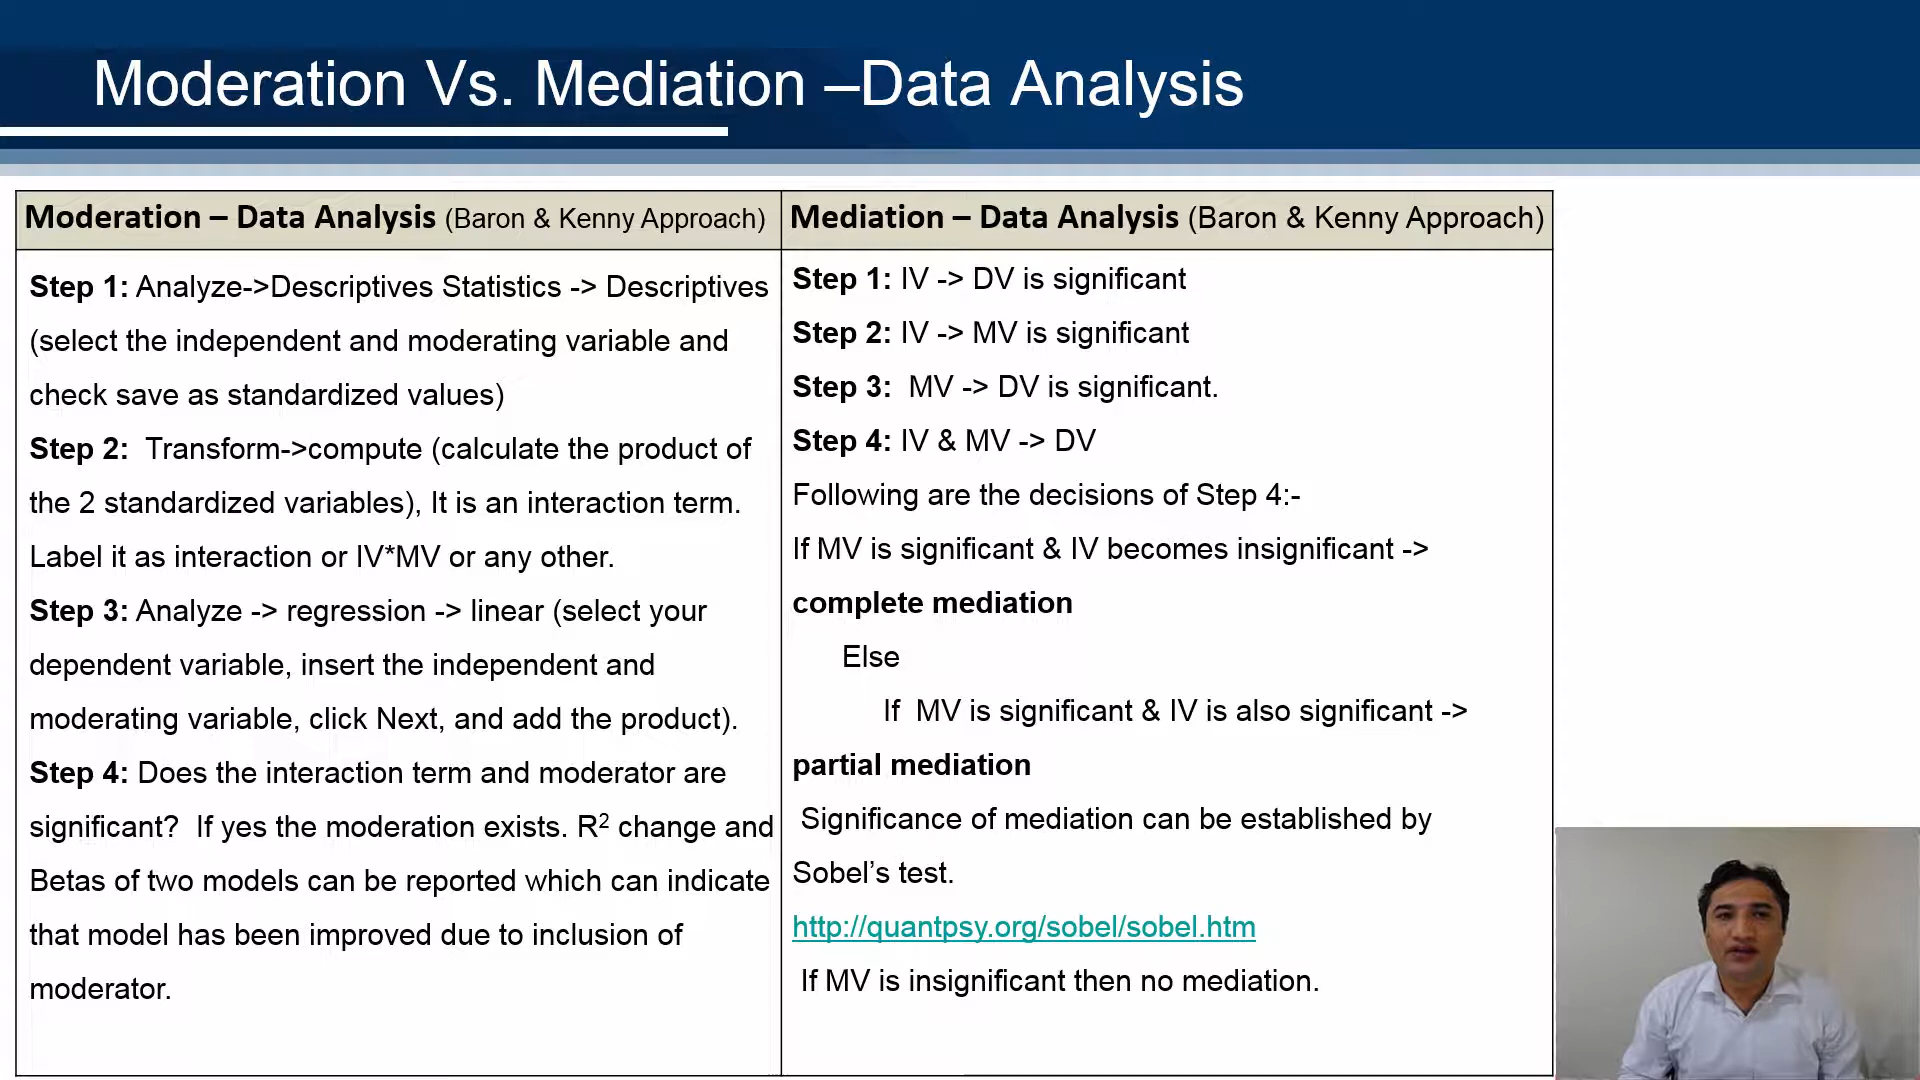 Moderation Vs. Mediation –Data Analysis
Moderation – Data Analysis (Baron & Kenny Approach)
Step 1: Analyze->Descriptives Statistics -> Descriptives
(select the independent and moderating variable and
check save as standardized values)
Step 2:  Transform->compute (calculate the product of
the 2 standardized variables), It is an interaction term.
Label it as interaction or IV*MV or any other.
Step 3: Analyze -> regression -> linear (select your
dependent variable, insert the independent and
moderating variable, click Next, and add the product).
Step 4: Does the interaction term and moderator are
significant?  If yes the moderation exists. R² change and
Betas of two models can be reported which can indicate
that model has been improved due to inclusion of
moderator.
Mediation – Data Analysis (Baron & Kenny Approach)
Step 1: IV -> DV is significant
Step 2: IV -> MV is significant
Step 3:  MV -> DV is significant.
Step 4: IV & MV -> DV
Following are the decisions of Step 4:-
If MV is significant & IV becomes insignificant ->
complete mediation
Else
If  MV is significant & IV is also significant ->
partial mediation
Significance of mediation can be established by
Sobel’s test.
http://quantpsy.org/sobel/sobel.htm
If MV is insignificant then no mediation.